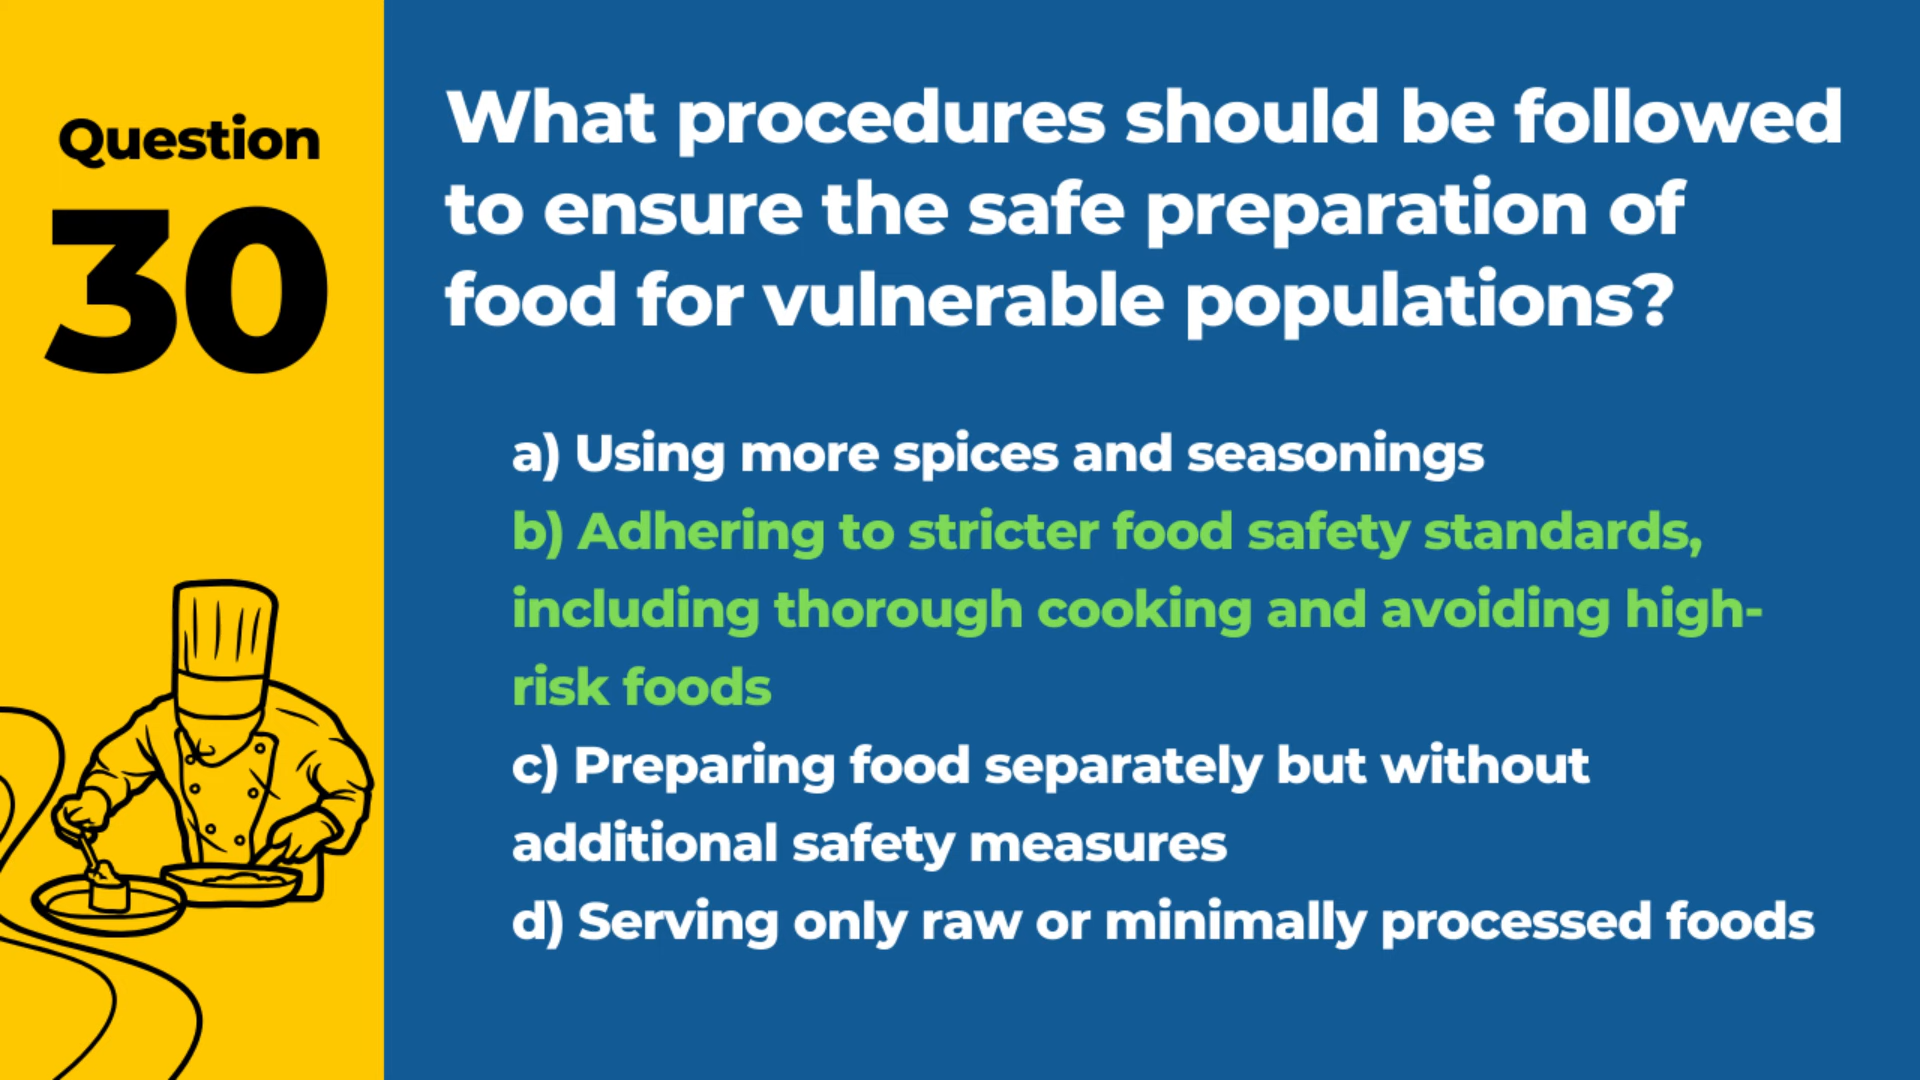 Question
30
What procedures should be followed
to ensure the safe preparation of
food for vulnerable populations?
a) Using more spices and seasonings
b) Adhering to stricter food safety standards,
including thorough cooking and avoiding high-
risk foods
c) Preparing food separately but without
additional safety measures
d) Serving only raw or minimally processed foods